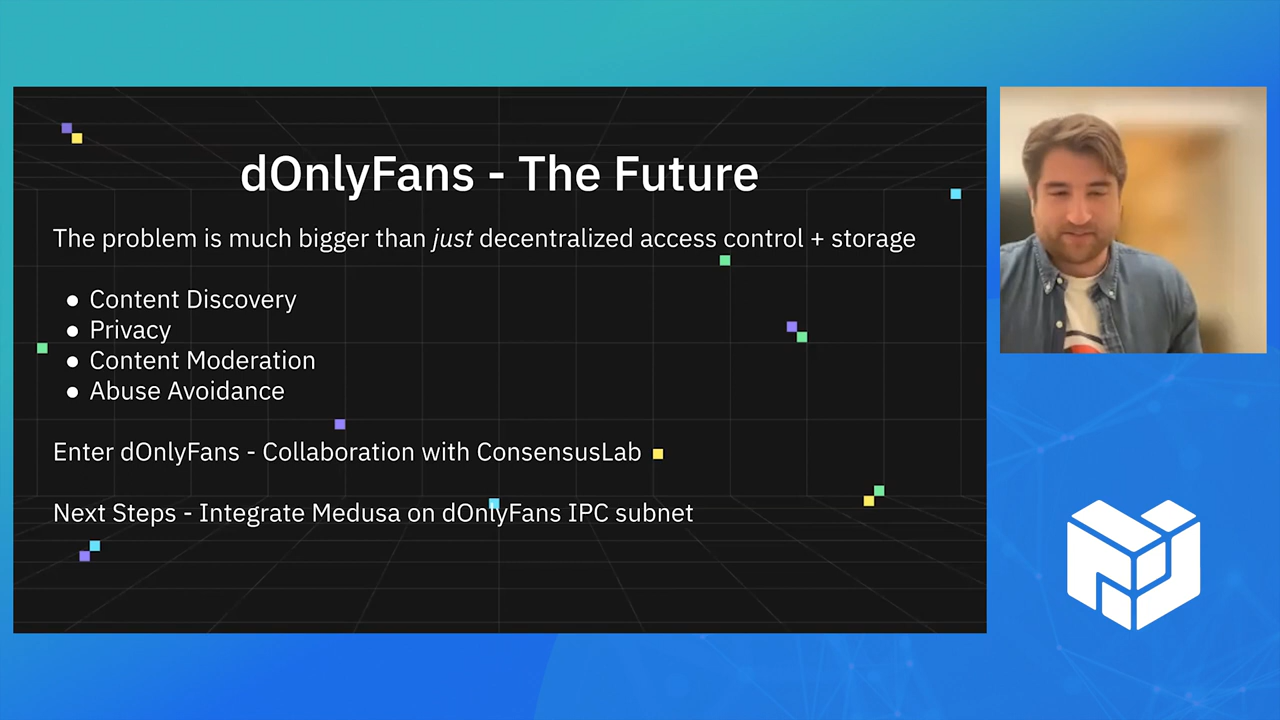 dOnlyFans - The Future
The problem is much bigger than just decentralized access control + storage
● Content Discovery
● Privacy
● Content Moderation
● Abuse Avoidance
Enter dOnlyFans - Collaboration with ConsensusLab
Next Steps - Integrate Medusa on dOnlyFans IPC subnet